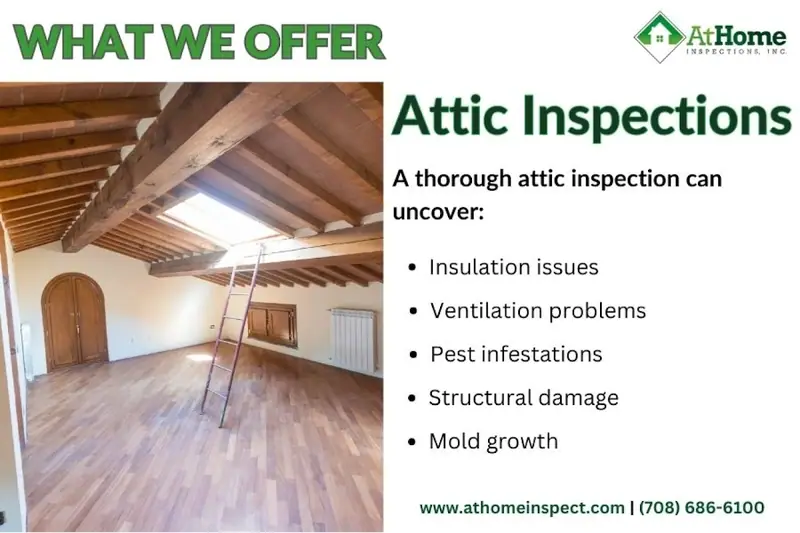 WHAT WE OFFER
AtHome
INSPECTIONS, INC.
Attic Inspections
A thorough attic inspection can
uncover:
• Insulation issues
• Ventilation problems
• Pest infestations
• Structural damage
• Mold growth
www.athomeinspect.com | (708) 686-6100